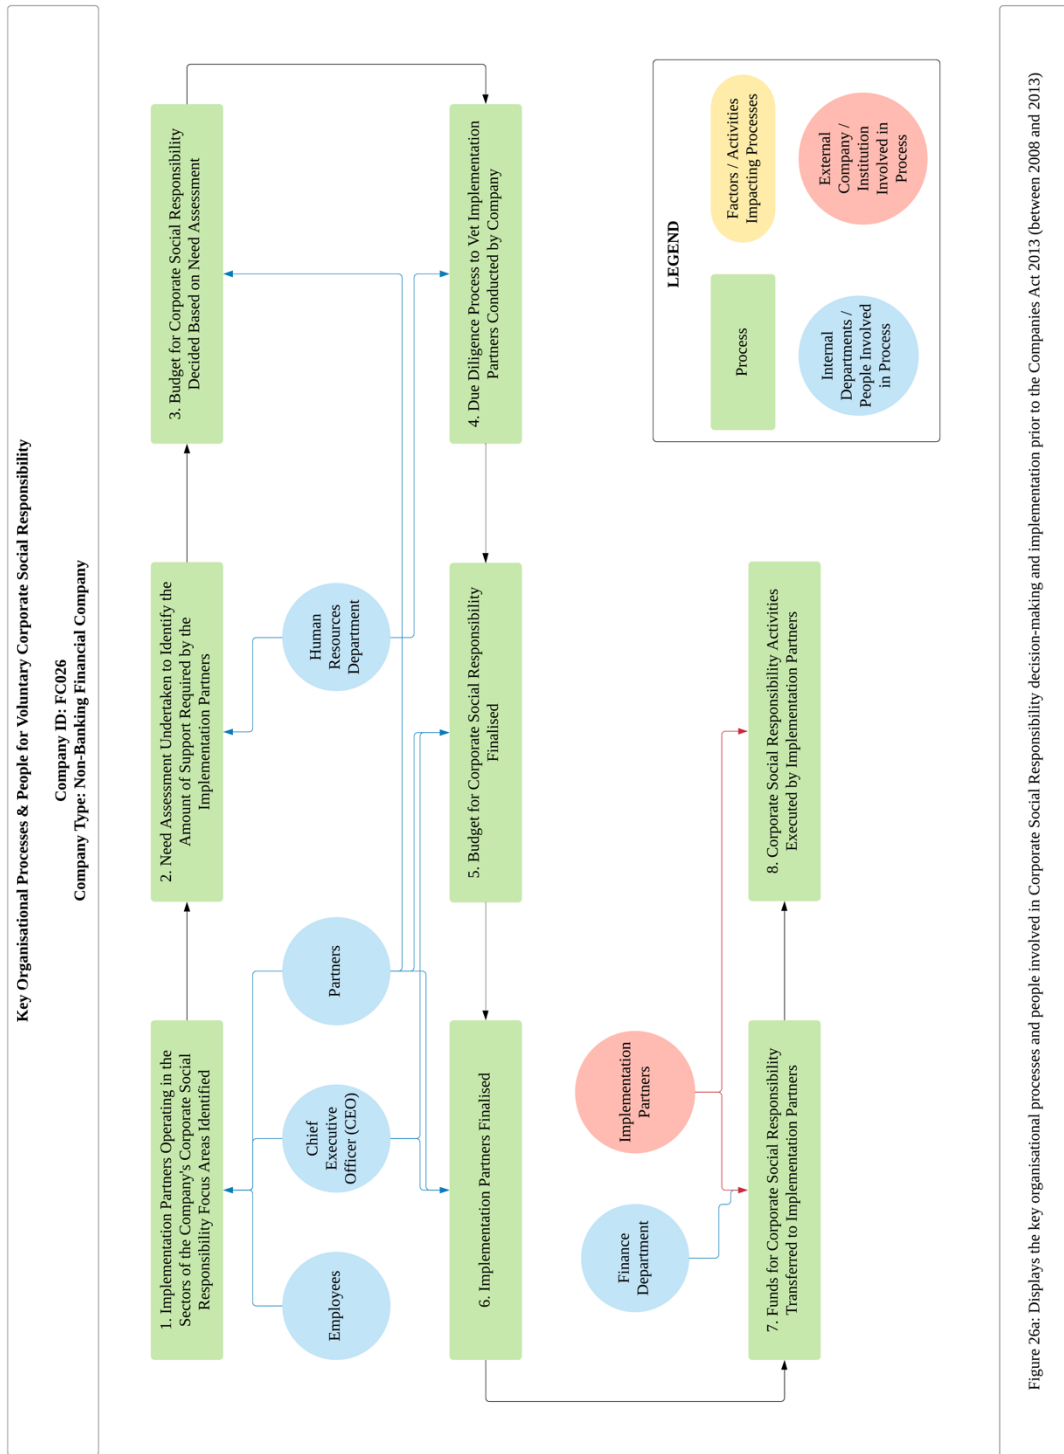 Key Organisational Processes & People for Voluntary Corporate Social Responsibility
Company ID: FC026
Company Type: Non-Banking Financial Company
1. Implementation Partners Operating in the
Sectors of the Company's Corporate Social
Responsibility Focus Areas Identified
2. Need Assessment Undertaken to Identify the
Amount of Support Required by the
Implementation Partners
3. Budget for Corporate Social Responsibility
Decided Based on Need Assessment
Employees
Chief
Executive
Officer (CEO)
Partners
Human
Resources
Department
6. Implementation Partners Finalised
5. Budget for Corporate Social Responsibility
Finalised
4. Due Diligence Process to Vet Implementation
Partners Conducted by Company
Finance
Department
Implementation
Partners
7. Funds for Corporate Social Responsibility
Transferred to Implementation Partners
8. Corporate Social Responsibility Activities
Executed by Implementation Partners
LEGEND
Process
Factors / Activities
Impacting Processes
Internal
Departments /
People Involved
in Process
External
Company /
Institution
Involved in
Process
Figure 26a: Displays the key organisational processes and people involved in Corporate Social Responsibility decision-making and implementation prior to the Companies Act 2013 (between 2008 and 2013)